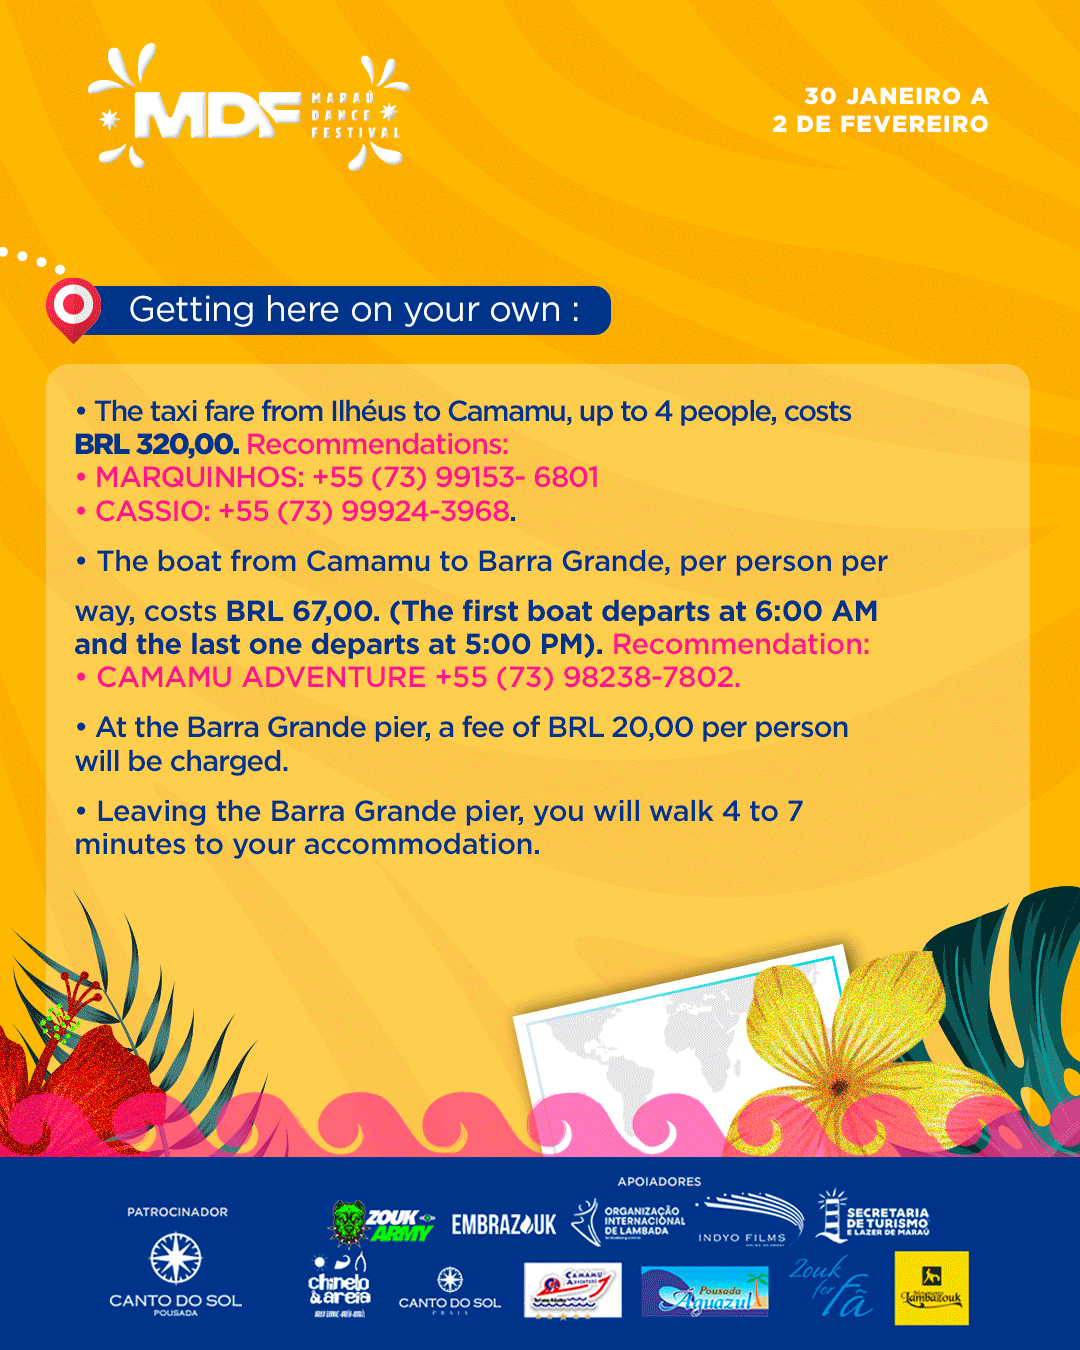 MDF MARAÚ
DANCE
FESTIVAL
30 JANEIRO A
2 DE FEVEREIRO
Getting here on your own :
• The taxi fare from Ilhéus to Camamu, up to 4 people, costs
BRL 320,00. Recommendations:
• MARQUINHOS: +55 (73) 99153- 6801
• CASSIO: +55 (73) 99924-3968.
• The boat from Camamu to Barra Grande, per person per
way, costs BRL 67,00. (The first boat departs at 6:00 AM
and the last one departs at 5:00 PM). Recommendation:
• CAMAMU ADVENTURE +55 (73) 98238-7802.
• At the Barra Grande pier, a fee of BRL 20,00 per person
will be charged.
• Leaving the Barra Grande pier, you will walk 4 to 7
minutes to your accommodation.
PATROCINADOR
CANTO DO SOL
POUSADA
APOIADORES
ZOUK
ARMY
EMBRAZOUK
ORGANIZAÇÃO
INTERNACIONAL
DE LAMBADA
INDYO FILMS
SECRETARIA
DE TURISMO
E LAZER DE MARAÚ
chinelo
& areia
CANTO DO SOL
CAMAMU
ADVENTURE
Pousada
Aguazul
Zouk
for
fã
Movimento
Lambazouk